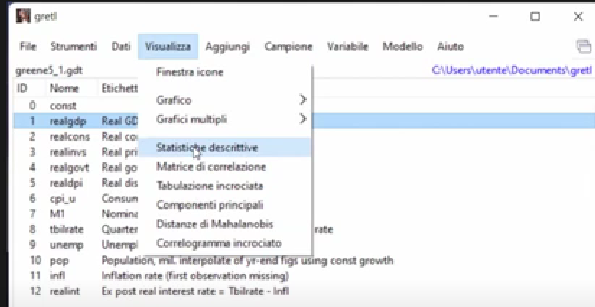 gretl
File Strumenti Dati Visualizza Aggiungi Campione Variabile Modello Aiuto
greene5_1.gdt C:\Users\utente\Documents\gretl
ID Nome Etichett
0 const
1 realgdp Real GD
2 realcons Real co
3 realinvs Real pri
4 realgovt Real go
5 realdpi Real dis
6 cpi_u Consum
7 M1 Nomina
8 tbilrate Quarter rate
9 unemp Unempl
10 pop Population, mil. interpolate of yr-end figs using const growth
11 infl Inflation rate (first observation missing)
12 realint Ex post real interest rate = Tbilrate - Infl
Finestra icone
Grafico
Grafici multipli
Statistiche descrittive
Matrice di correlazione
Tabulazione incrociata
Componenti principali
Distanze di Mahalanobis
Correlogramma incrociato